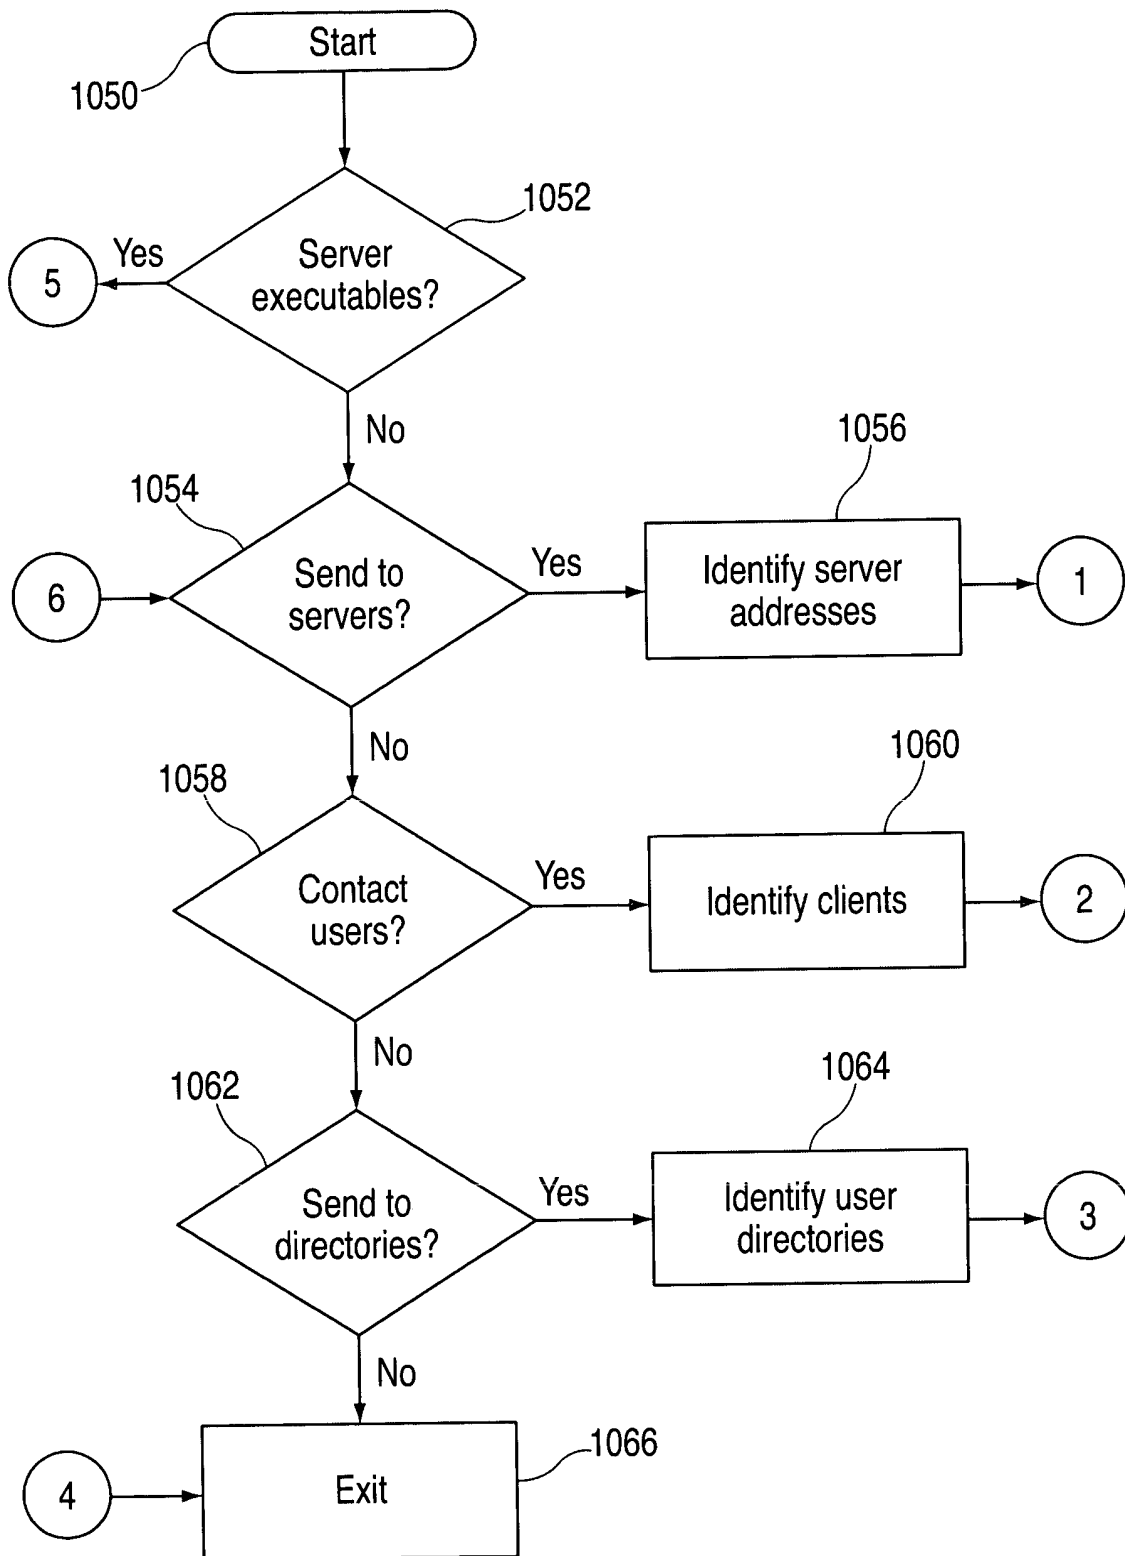 Start
1050
1052
Yes
5
Server
executables?
No
1056
1054
6
Send to
servers?
Yes
Identify server
addresses
1
No
1060
1058
Contact
users?
Yes
Identify clients
2
No
1064
1062
Send to
directories?
Yes
Identify user
directories
3
No
1066
4
Exit